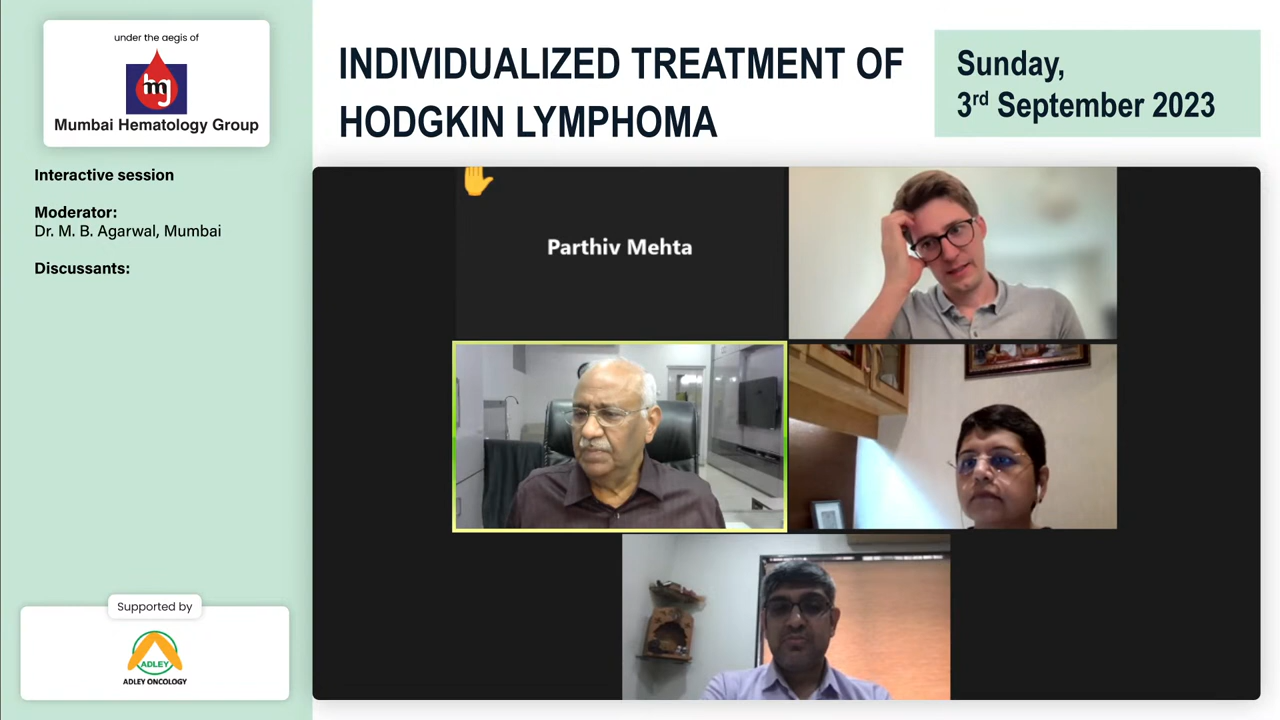 under the aegis of
mg
Mumbai Hematology Group
Interactive session
Moderator:
Dr. M. B. Agarwal, Mumbai
Discussants:
Supported by
ADLEY
ADLEY ONCOLOGY
INDIVIDUALIZED TREATMENT OF
HODGKIN LYMPHOMA
Sunday,
3rd September 2023
Parthiv Mehta